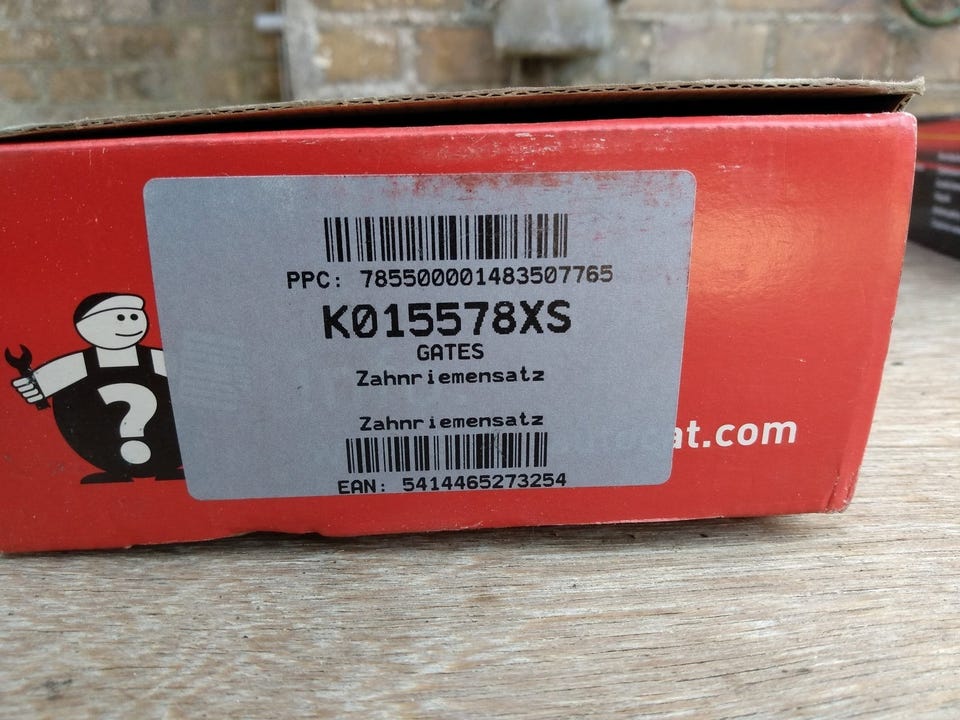 PPC: 785500001483507765
K015578XS
GATES
Zahnriemensatz
Zahnriemensatz
EAN: 5414465273254
at.com
?